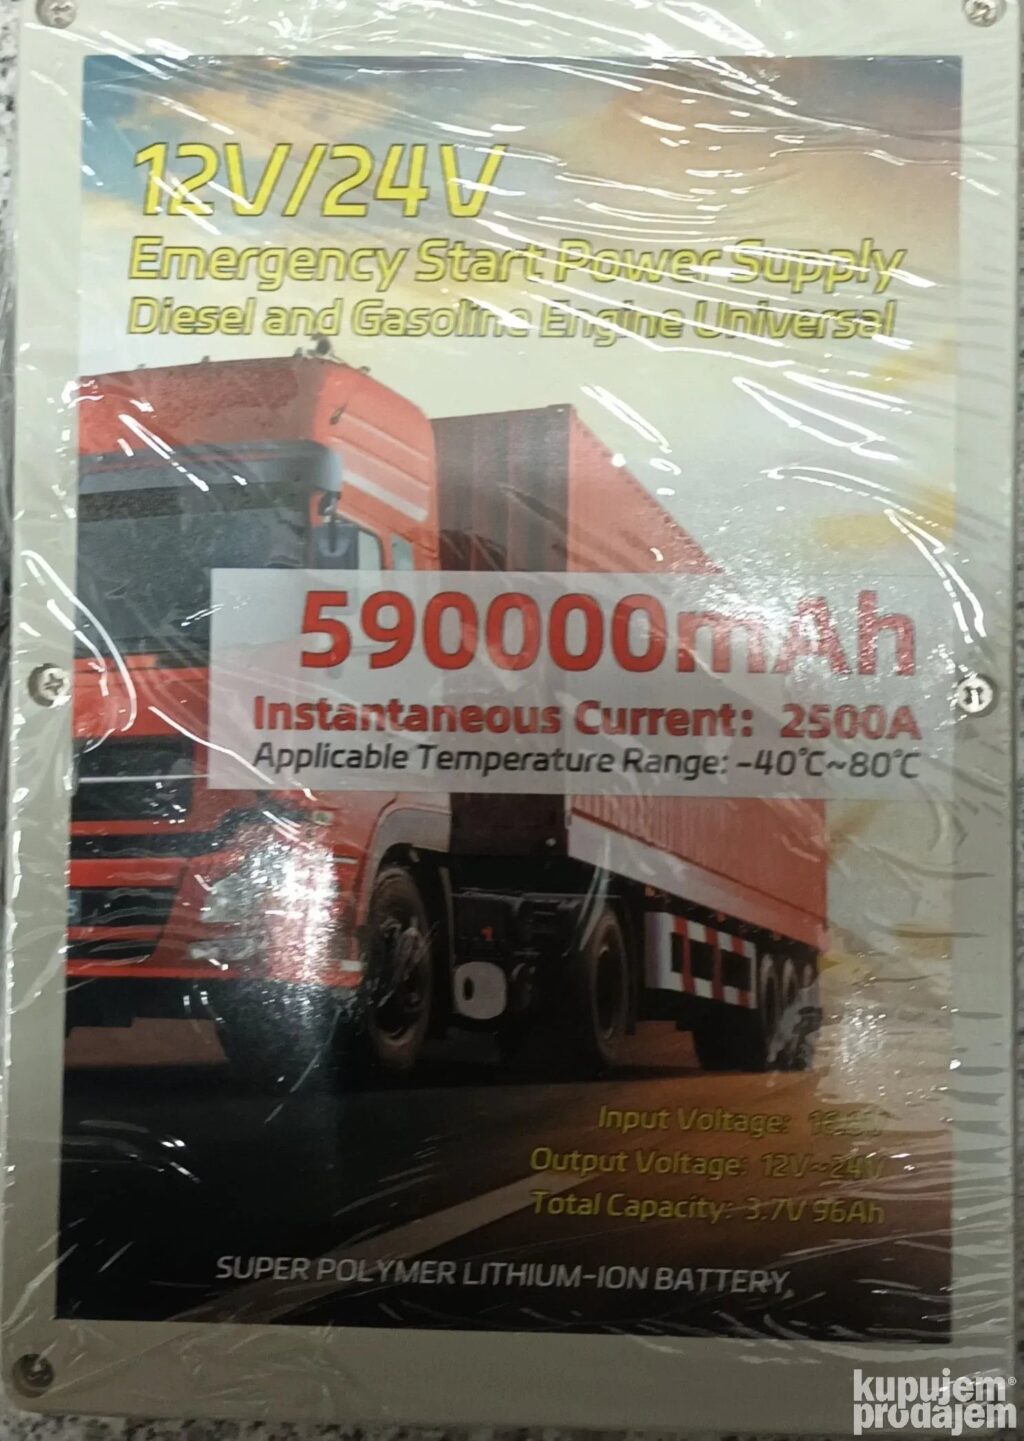 12V/24V
Emergency Start Power Supply
Diesel and Gasoline Engine Universal
590000mAh
Instantaneous Current: 2500A
Applicable Temperature Range: -40°C~80°C
Input Voltage:
Output Voltage: 12V~24V
Total Capacity: 3.7V 96Ah
SUPER POLYMER LITHIUM-ION BATTERY
kupujem®
prodajem